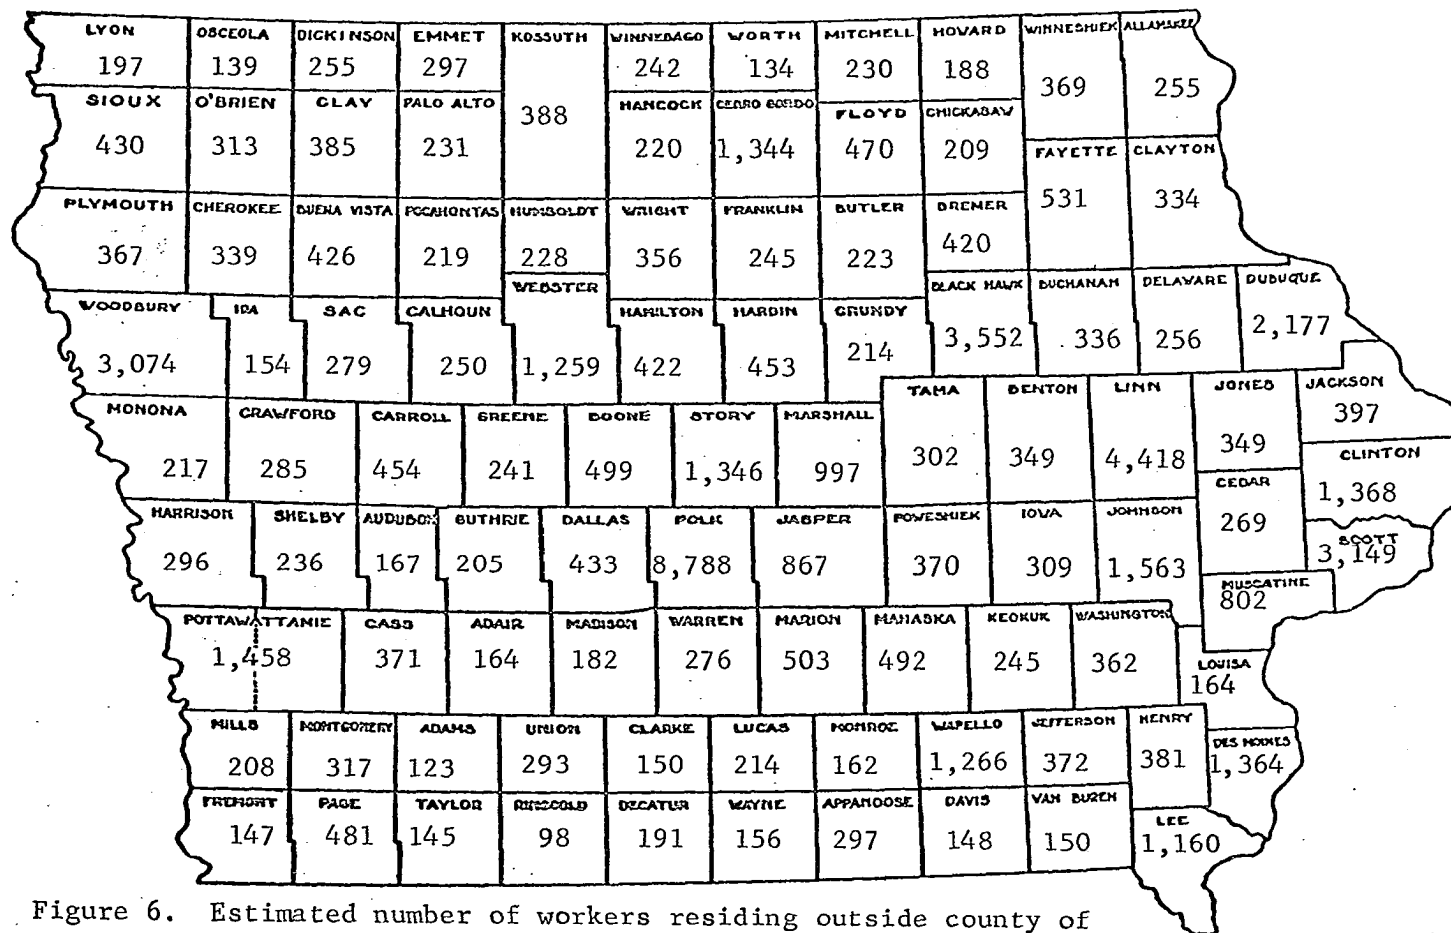 LYON OSCEOLA DICKINSON EMMET KOSSUTH WINNEBAGO WORTH MITCHELL HOWARD WINNESHIEK ALLAMAKEE
197 139 255 297 388 242 134 230 188 369 255
SIOUX O'BRIEN CLAY PALO ALTO HANCOCK CERRO GORDO FLOYD CHICKASAW FAYETTE CLAYTON
430 313 385 231 220 1,344 470 209 531 334
PLYMOUTH CHEROKEE BUENA VISTA POCAHONTAS HUMBOLDT WRIGHT FRANKLIN BUTLER BREMER
367 339 426 219 228 356 245 223 420
WOODBURY IDA SAC CALHOUN WEBSTER HAMILTON HARDIN GRUNDY BLACK HAWK BUCHANAN DELAWARE DUBUQUE
3,074 154 279 250 1,259 422 453 214 3,552 336 256 2,177
MONONA CRAWFORD CARROLL GREENE BOONE STORY MARSHALL TAMA BENTON LINN JONES JACKSON
217 285 454 241 499 1,346 997 302 349 4,418 349 397
CLINTON
1,368
HARRISON SHELBY AUDUBON GUTHRIE DALLAS POLK JASPER POWESHIEK IOWA JOHNSON CEDAR SCOTT
296 236 167 205 433 8,788 867 370 309 1,563 269 3,149
MUSCATINE
802
POTTAWATTAMIE CASS ADAIR MADISON WARREN MARION MAHASKA KEOKUK WASHINGTON LOUISA
1,458 371 164 182 276 503 492 245 362 164
MILLS MONTGOMERY ADAMS UNION CLARKE LUCAS MONROE WAPELLO JEFFERSON HENRY DES MOINES
208 317 123 293 150 214 162 1,266 372 381 1,364
FREMONT PAGE TAYLOR RINGGOLD DECATUR WAYNE APPANOOSE DAVIS VAN BUREN LEE
147 481 145 98 191 156 297 148 150 1,160
Figure 6. Estimated number of workers residing outside county of